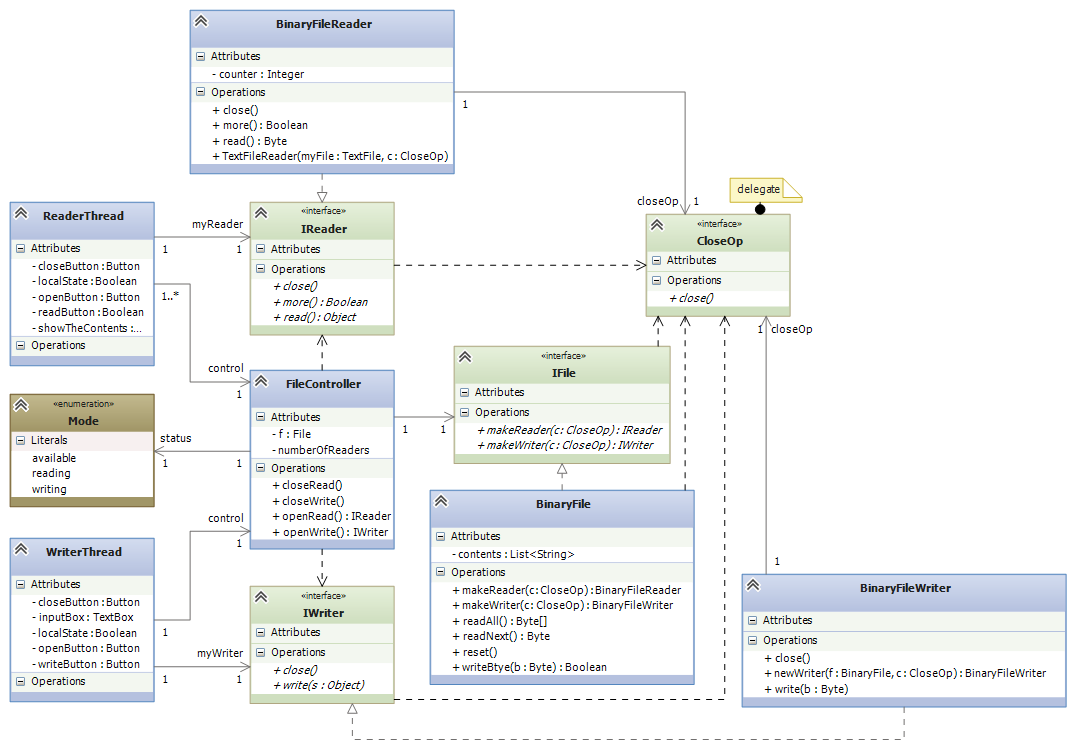 BinaryFileReader
Attributes
- counter : Integer
Operations
+ close()
+ more() : Boolean
+ read() : Byte
+ TextFileReader(myFile : TextFile, c : CloseOp)
1
closeOp
1
delegate
«interface»
CloseOp
Attributes
Operations
+ close()
ReaderThread
Attributes
- closeButton : Button
- localState : Boolean
- openButton : Button
- readButton : Boolean
- showTheContents :...
Operations
myReader
1
1
1..*
control
1
«interface»
IReader
Attributes
Operations
+ close()
+ more() : Boolean
+ read() : Object
FileController
Attributes
- f : File
- numberOfReaders
Operations
+ closeRead()
+ closeWrite()
+ openRead() : IReader
+ openWrite() : IWriter
1
1
«interface»
IFile
Attributes
Operations
+ makeReader(c: CloseOp) : IReader
+ makeWriter(c: CloseOp) : IWriter
«enumeration»
Mode
Literals
available
reading
writing
status
1
1
control
1
WriterThread
Attributes
- closeButton : Button
- inputBox : TextBox
- localState : Boolean
- openButton : Button
- writeButton : Button
Operations
1
myWriter
1
1
«interface»
IWriter
Attributes
Operations
+ close()
+ write(s : Object)
BinaryFile
Attributes
- contents : List<String>
Operations
+ makeReader(c: CloseOp) : BinaryFileReader
+ makeWriter(c: CloseOp) : BinaryFileWriter
+ readAll() : Byte[]
+ readNext() : Byte
+ reset()
+ writeBtye(b : Byte) : Boolean
1 closeOp
1
BinaryFileWriter
Attributes
Operations
+ close()
+ newWriter(f : BinaryFile, c : CloseOp) : BinaryFileWriter
+ write(b : Byte)